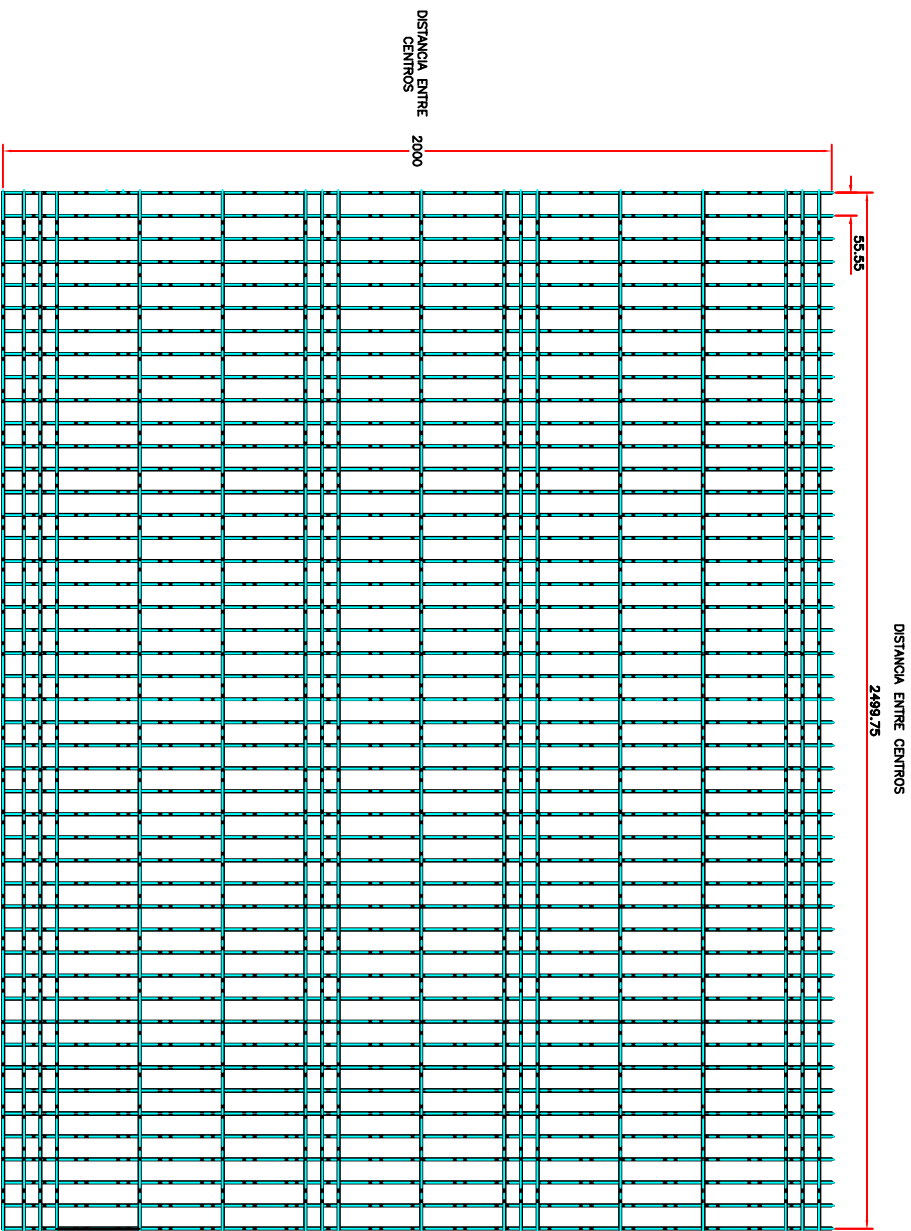 DISTANCIA ENTRE CENTROS
2499.75
55.55
DISTANCIA ENTRE
CENTROS
2000